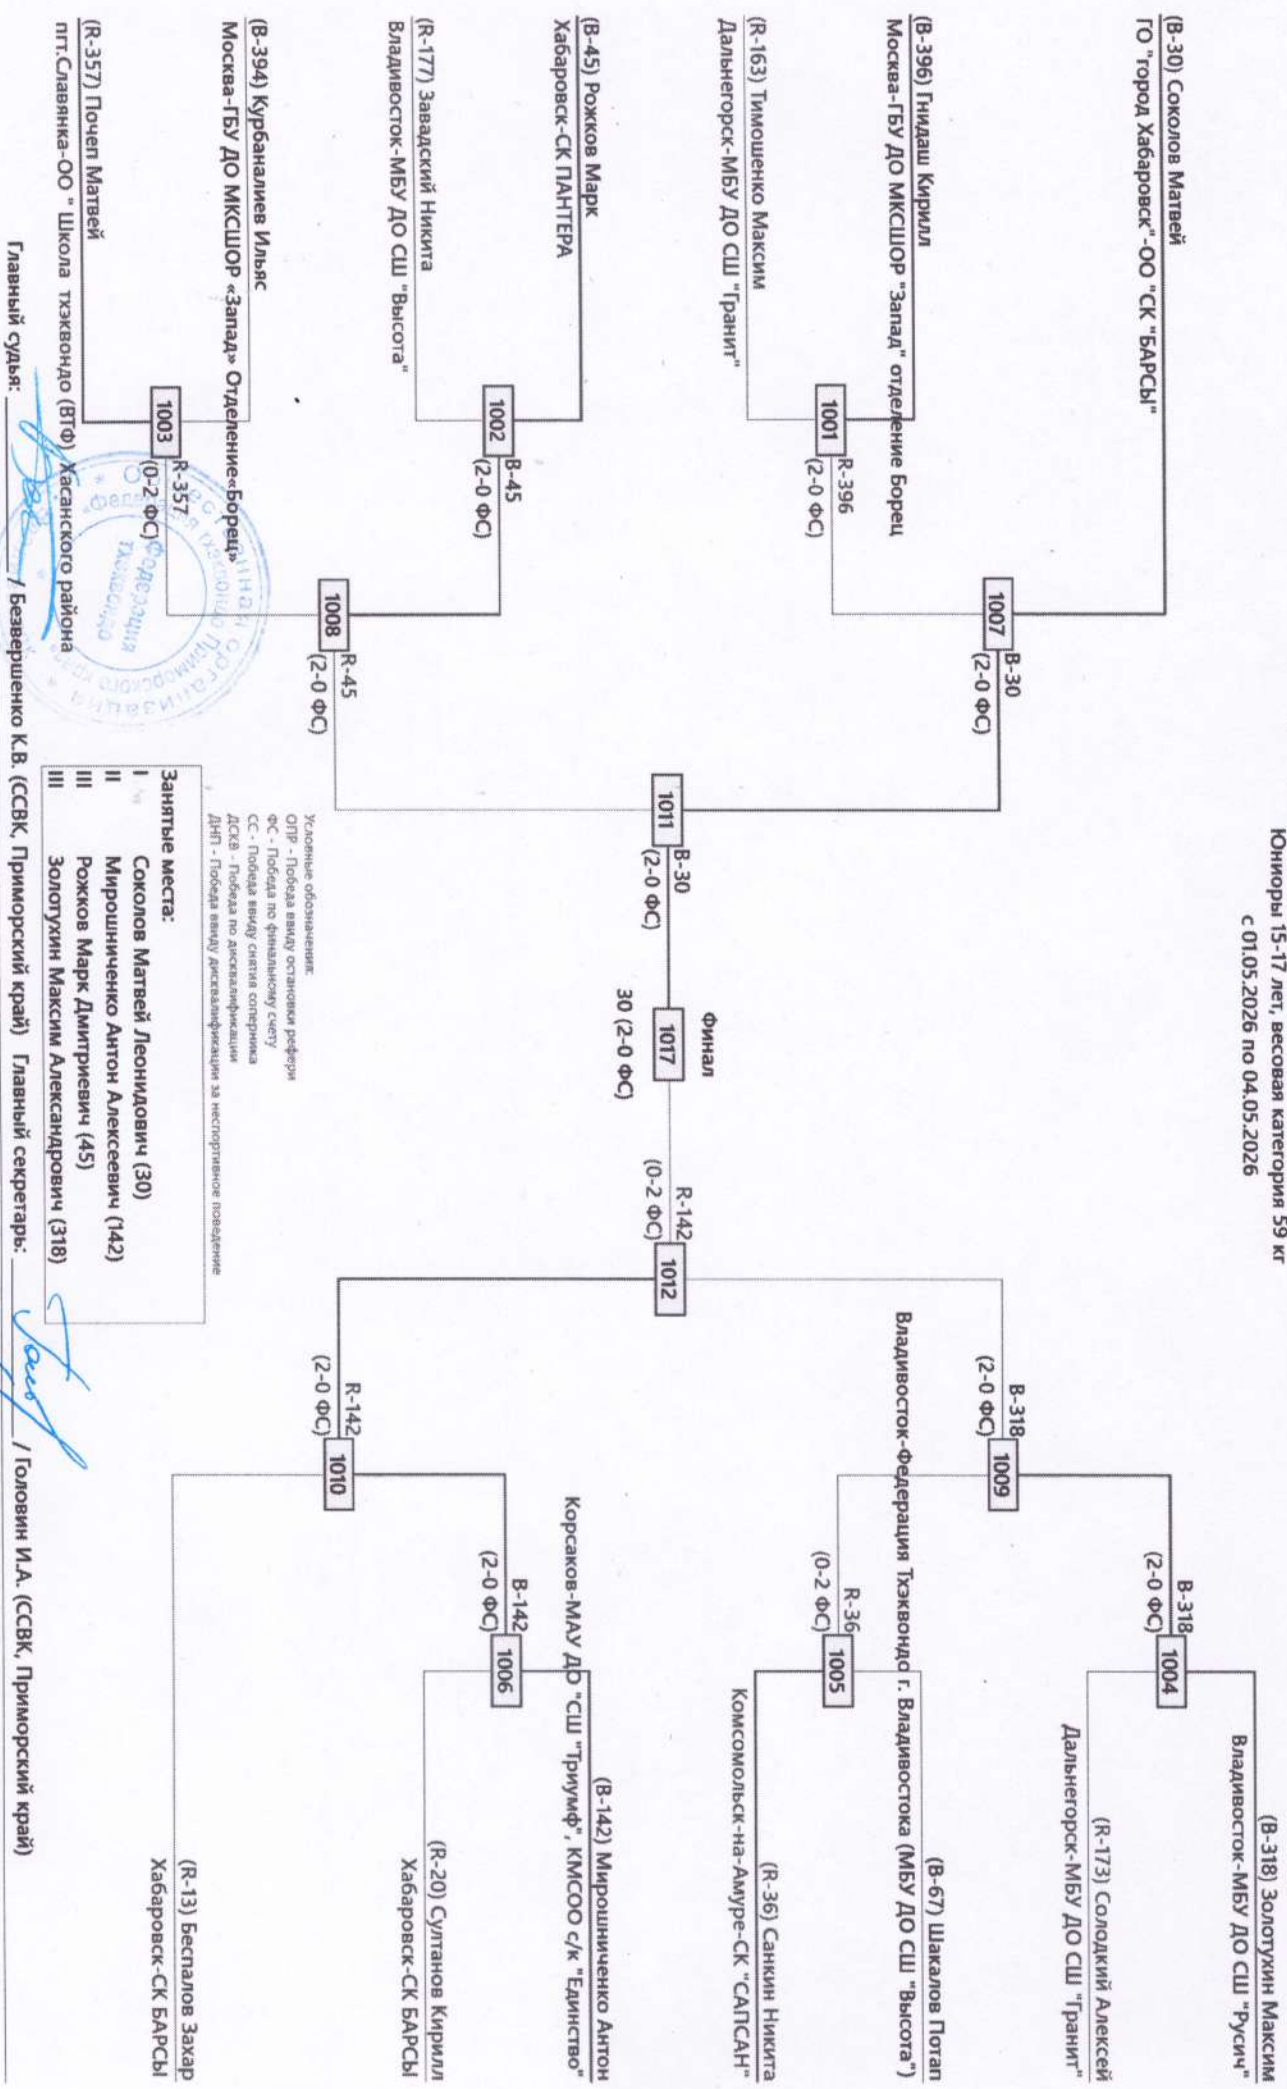 Юниоры 15-17 лет, весовая категория 59 кг
с 01.05.2026 по 04.05.2026
(B-30) Соколов Матвей
ГО "город Хабаровск"-ОО "СК "БАРСЫ"
1007
B-30
(2-0 ФС)
(B-396) Гнидаш Кирилл
Москва-ГБУ ДО МКСШОР "Запад" отделение Борец
1001
R-396
(2-0 ФС)
(R-163) Тимошенко Максим
Дальнегорск-МБУ ДО СШ "Гранит"
1011
B-30
(2-0 ФС)
(B-45) Рожков Марк
Хабаровск-СК ПАНТЕРА
1002
B-45
(2-0 ФС)
(R-177) Завадский Никита
Владивосток-МБУ ДО СШ "Высота"
1008
R-45
(2-0 ФС)
(B-394) Курбаналиев Ильяс
Москва-ГБУ ДО МКСШОР «Запад» Отделение«Борец»
1003
R-357
(0-2 ФС)
(R-357) Почеп Матвей
пгт.Славянка-ОО "Школа тхэквондо (ВТФ) Хасанского района
Финал
1017
30 (2-0 ФС)
(B-318) Золотухин Максим
Владивосток-МБУ ДО СШ "Русич"
B-318
(2-0 ФС)
1004
(R-173) Солодкий Алексей
Дальнегорск-МБУ ДО СШ "Гранит"
B-318
(2-0 ФС)
1009
(B-67) Шакалов Потап
Владивосток-Федерация Тхэквондо г. Владивостока (МБУ ДО СШ "Высота")
R-36
(0-2 ФС)
1005
(R-36) Санкин Никита
Комсомольск-на-Амуре-СК "САПСАН"
R-142
(0-2 ФС)
1012
(B-142) Мирошниченко Антон
Корсаков-МАУ ДО "СШ "Триумф", КМСОО с/к "Единство"
B-142
(2-0 ФС)
1006
(R-20) Султанов Кирилл
Хабаровск-СК БАРСЫ
R-142
(2-0 ФС)
1010
(R-13) Беспалов Захар
Хабаровск-СК БАРСЫ
Условные обозначения:
ОПР - Победа ввиду остановки рефери
ФС - Победа по финальному счету
СС - Победа ввиду снятия соперника
ДСКВ - Победа по дисквалификации
ДНП - Победа ввиду дисквалификации за неспортивное поведение
Занятые места:
I Соколов Матвей Леонидович (30)
II Мирошниченко Антон Алексеевич (142)
III Рожков Марк Дмитриевич (45)
III Золотухин Максим Александрович (318)
Федерация
тхэквондо
Приморского
организация
Главный судья: / Безвершенко К.В. (ССВК, Приморский край) Главный секретарь: / Головин И.А. (ССВК, Приморский край)